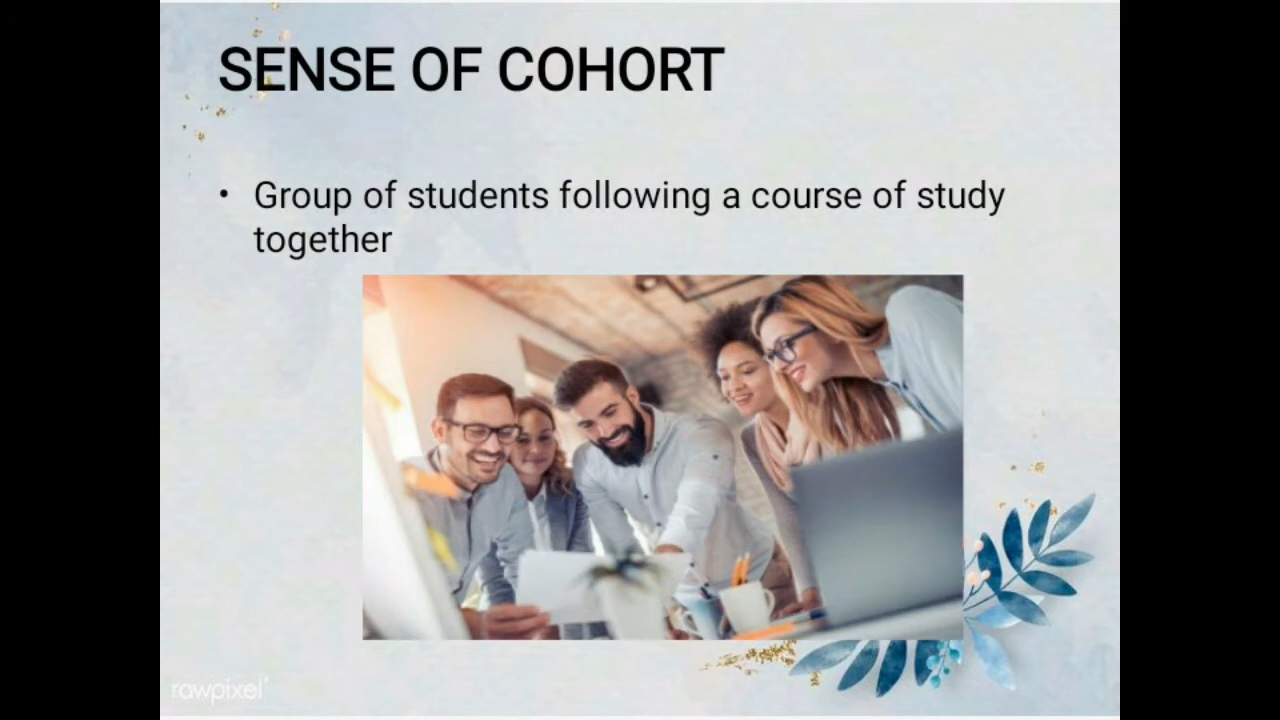 SENSE OF COHORT
• Group of students following a course of study
together
rawpixel